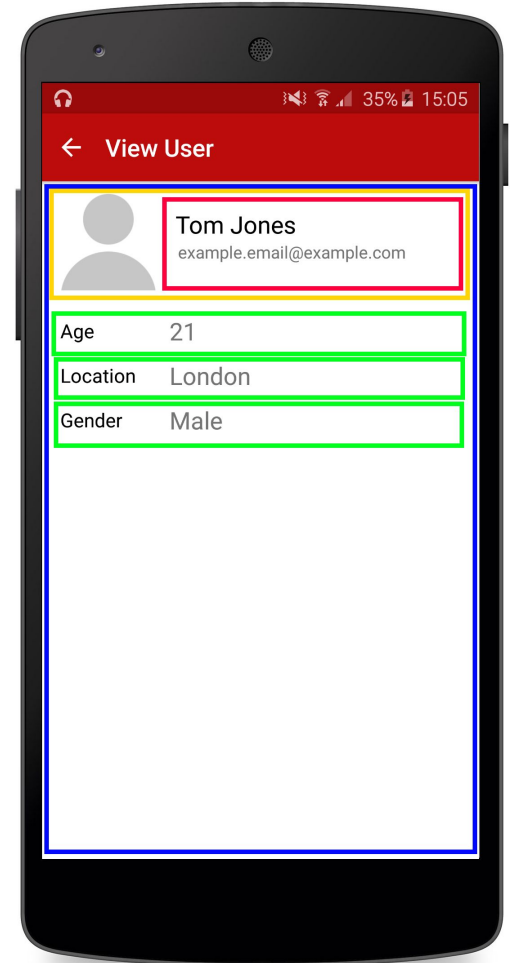 35% 15:05
View User
Tom Jones
example.email@example.com
Age 21
Location London
Gender Male